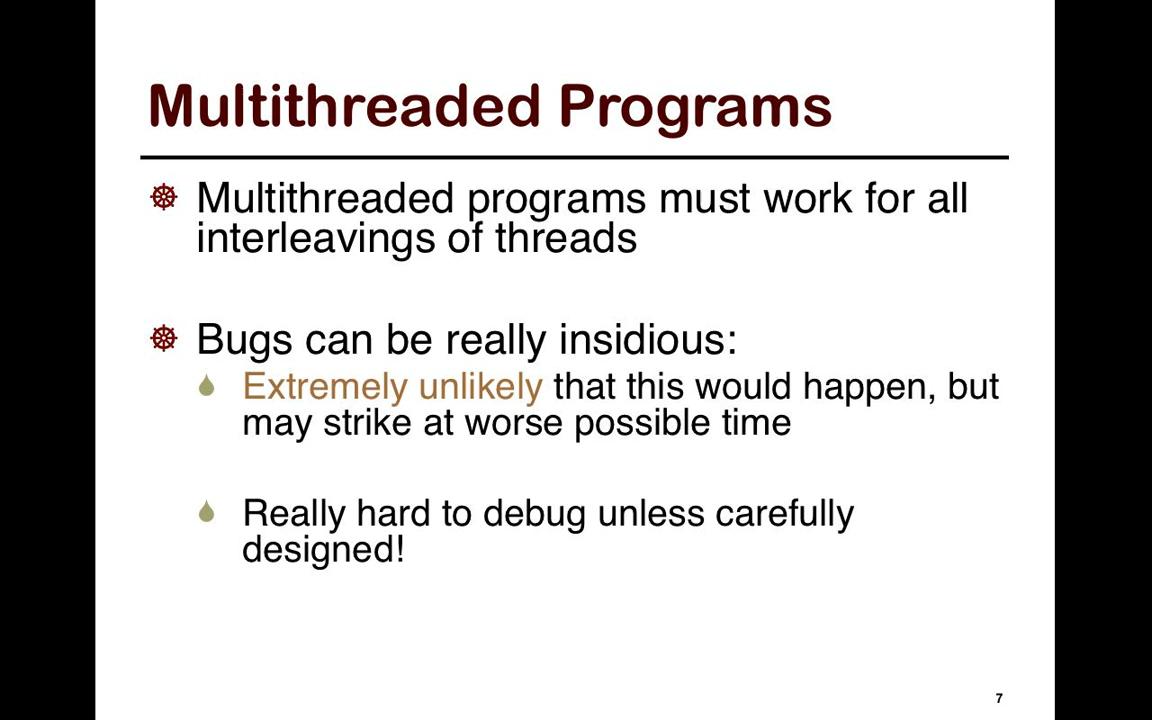 Multithreaded Programs
Multithreaded programs must work for all
interleavings of threads
Bugs can be really insidious:
Extremely unlikely that this would happen, but
may strike at worse possible time
Really hard to debug unless carefully
designed!
7